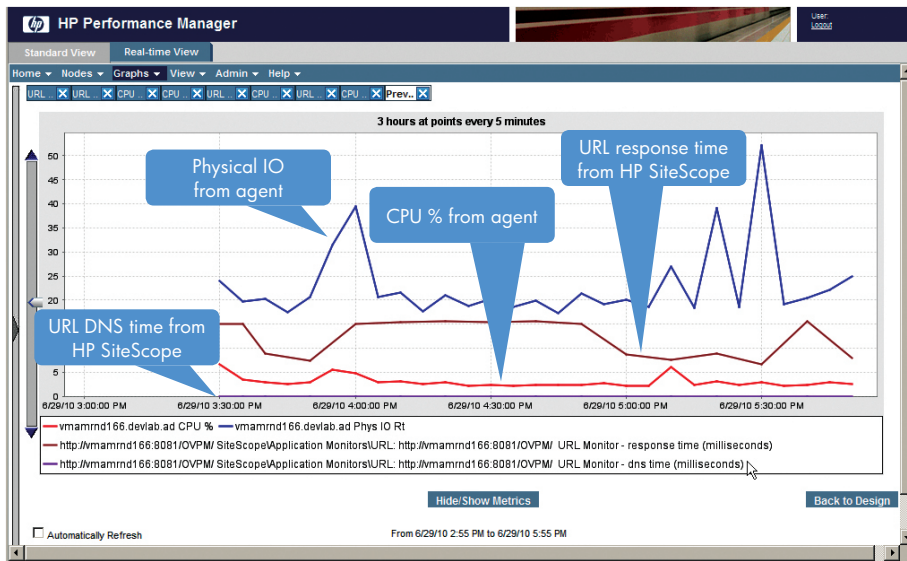 hp HP Performance Manager
User:
Logout
Standard View Real-time View
Home Nodes Graphs View Admin Help
URL .. URL .. CPU .. CPU .. URL .. CPU .. URL .. CPU .. Prev..
3 hours at points every 5 minutes
Physical IO
from agent
URL response time
from HP SiteScope
CPU % from agent
URL DNS time from
HP SiteScope
50
45
40
35
30
25
20
5
0
6/29/10 3:00:00 PM 6/29/10 3:30:00 PM 6/29/10 4:00:00 PM 6/29/10 4:30:00 PM 6/29/10 5:00:00 PM 6/29/10 5:30:00 PM
vmamrnd166.devlab.ad CPU % vmamrnd166.devlab.ad Phys IO Rt
http://vmamrnd166:8081/OVPM/ SiteScope\Application Monitors\URL: http://vmamrnd166:8081/OVPM/ URL Monitor - response time (milliseconds)
http://vmamrnd166:8081/OVPM/ SiteScope\Application Monitors\URL: http://vmamrnd166:8081/OVPM/ URL Monitor - dns time (milliseconds)
Hide/Show Metrics Back to Design
Automatically Refresh From 6/29/10 2:55 PM to 6/29/10 5:55 PM